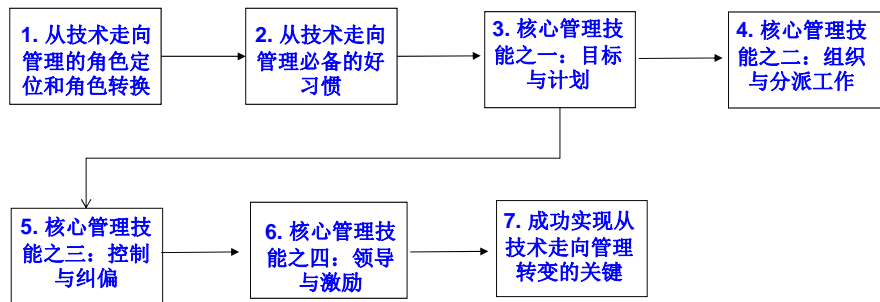 1. 从技术走向
管理的角色定
位和角色转换
2. 从技术走向
管理必备的好
习惯
3. 核心管理技
能之一：目标
与计划
4. 核心管理技
能之二：组织
与分派工作
5. 核心管理技
能之三：控制
与纠偏
6. 核心管理技
能之四：领导
与激励
7. 成功实现从
技术走向管理
转变的关键